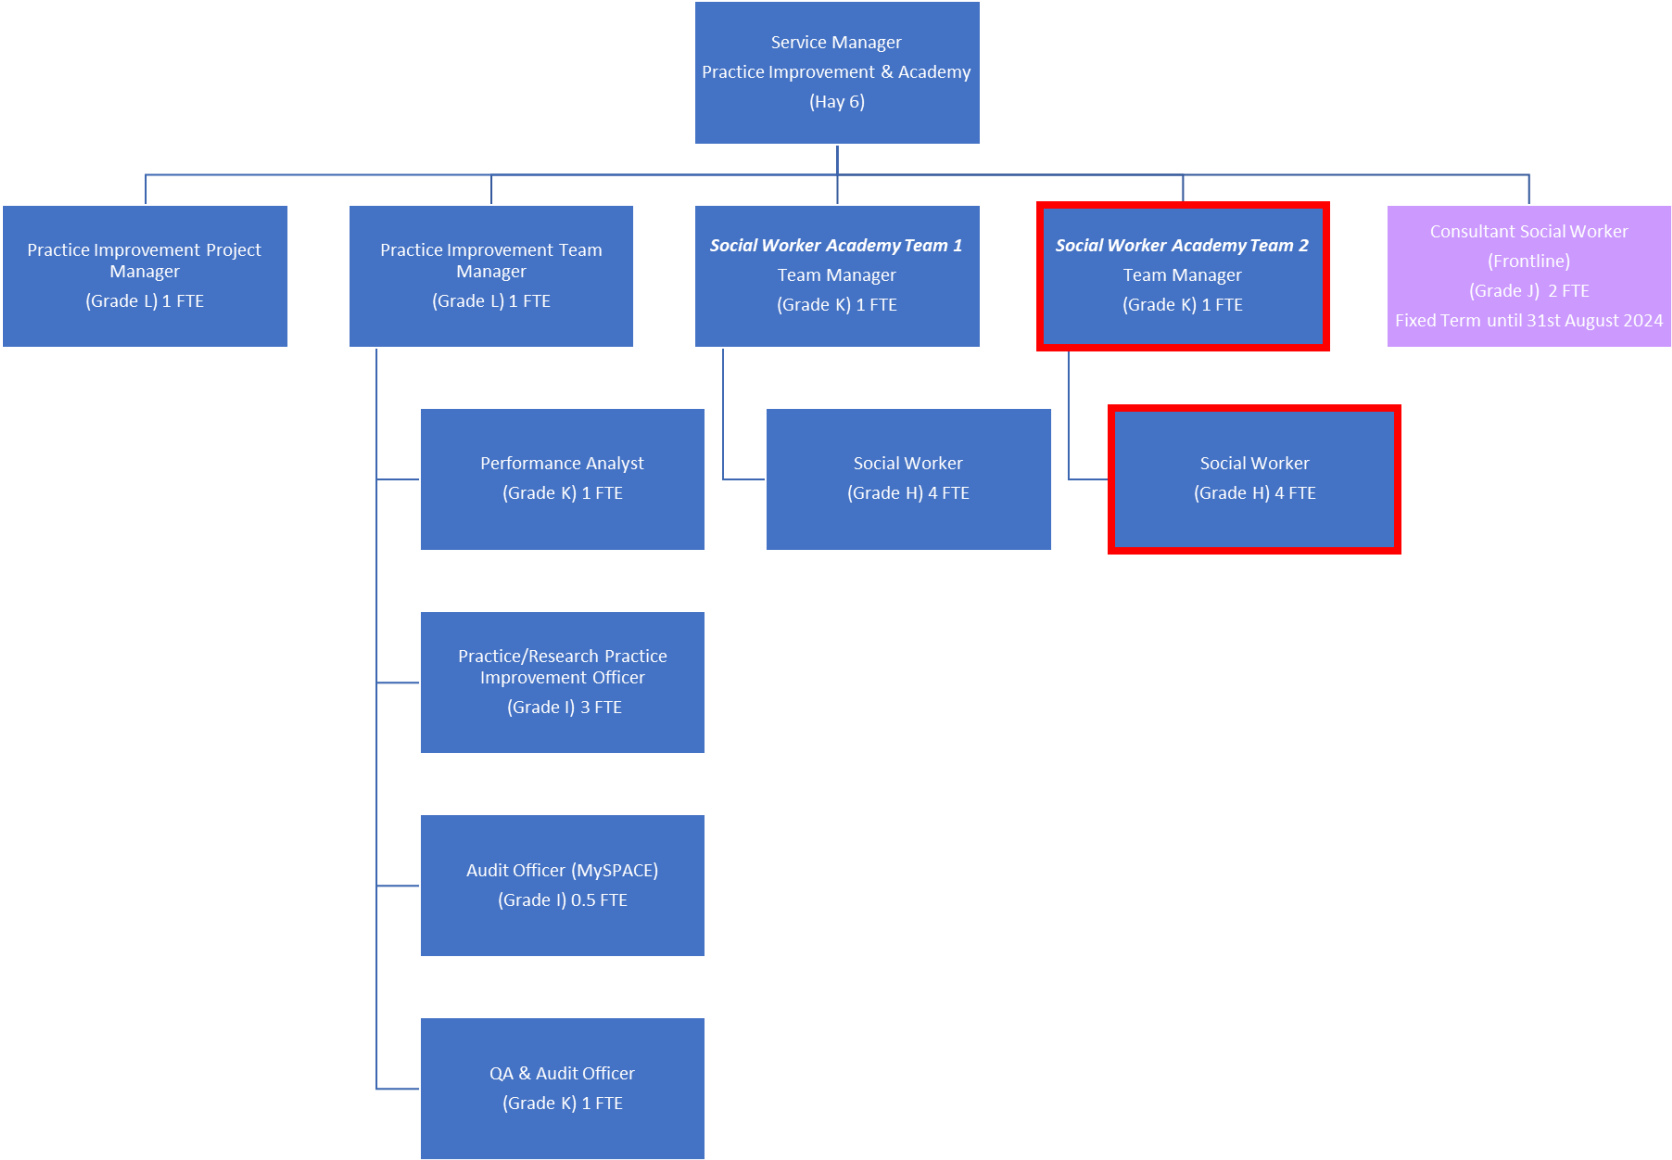 Service Manager
Practice Improvement & Academy
(Hay 6)
Practice Improvement Project
Manager
(Grade L) 1 FTE
Practice Improvement Team
Manager
(Grade L) 1 FTE
Social Worker Academy Team 1
Team Manager
(Grade K) 1 FTE
Social Worker Academy Team 2
Team Manager
(Grade K) 1 FTE
Consultant Social Worker
(Frontline)
(Grade J)  2 FTE
Fixed Term until 31st August 2024
Performance Analyst
(Grade K) 1 FTE
Social Worker
(Grade H) 4 FTE
Social Worker
(Grade H) 4 FTE
Practice/Research Practice
Improvement Officer
(Grade I) 3 FTE
Audit Officer (MySPACE)
(Grade I) 0.5 FTE
QA & Audit Officer
(Grade K) 1 FTE